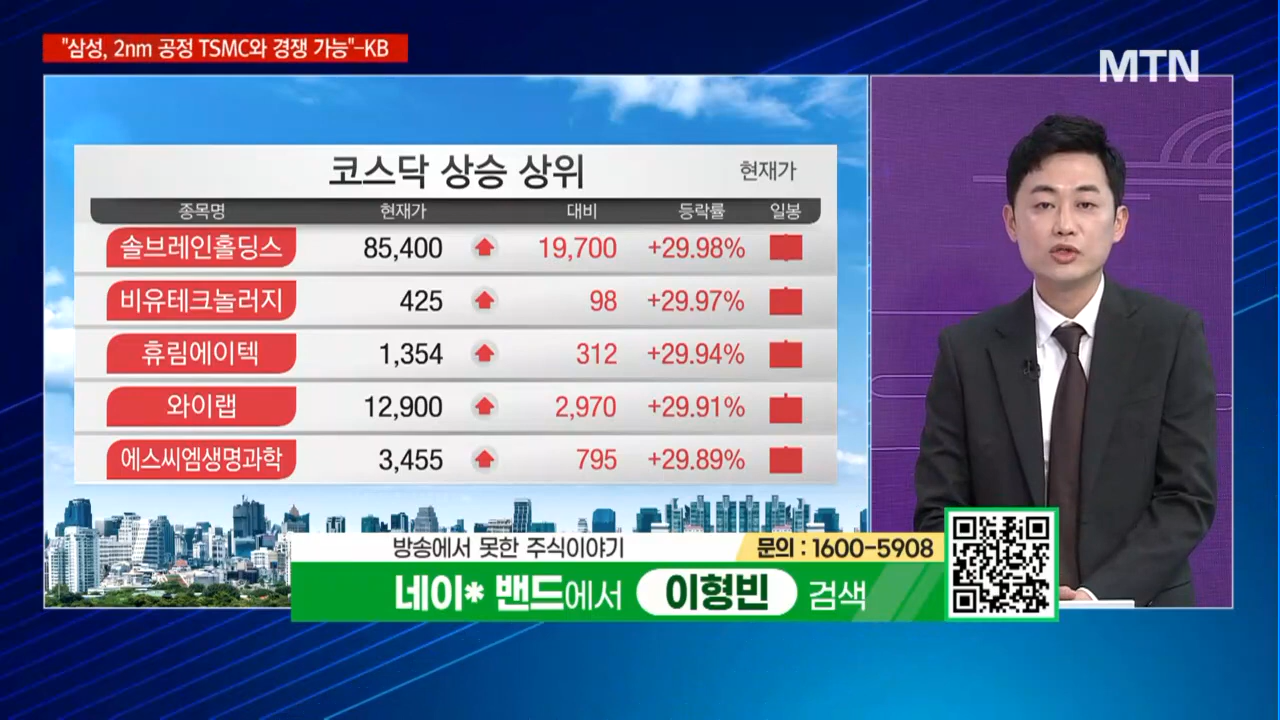 "삼성, 2nm 공정 TSMC와 경쟁 가능"-KB
MTN
코스닥 상승 상위
현재가
종목명 현재가 대비 등락률 일봉
솔브레인홀딩스 85,400 19,700 +29.98%
비유테크놀러지 425 98 +29.97%
휴림에이텍 1,354 312 +29.94%
와이랩 12,900 2,970 +29.91%
에스씨엠생명과학 3,455 795 +29.89%
방송에서 못한 주식이야기
문의 : 1600-5908
네이* 밴드에서 이형빈 검색